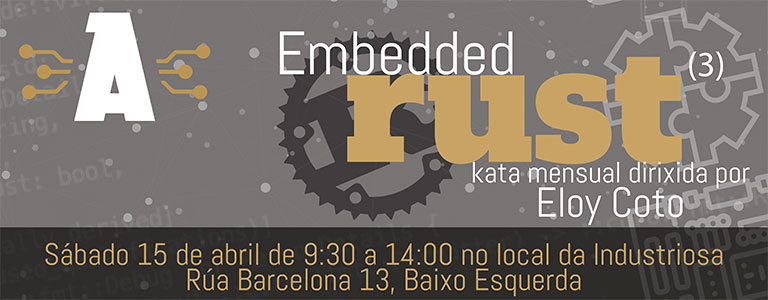 A
Embedded
rust (3)
kata mensual dirixida por
Eloy Coto
Sábado 15 de abril de 9:30 a 14:00 no local da Industriosa
Rúa Barcelona 13, Baixo Esquerda